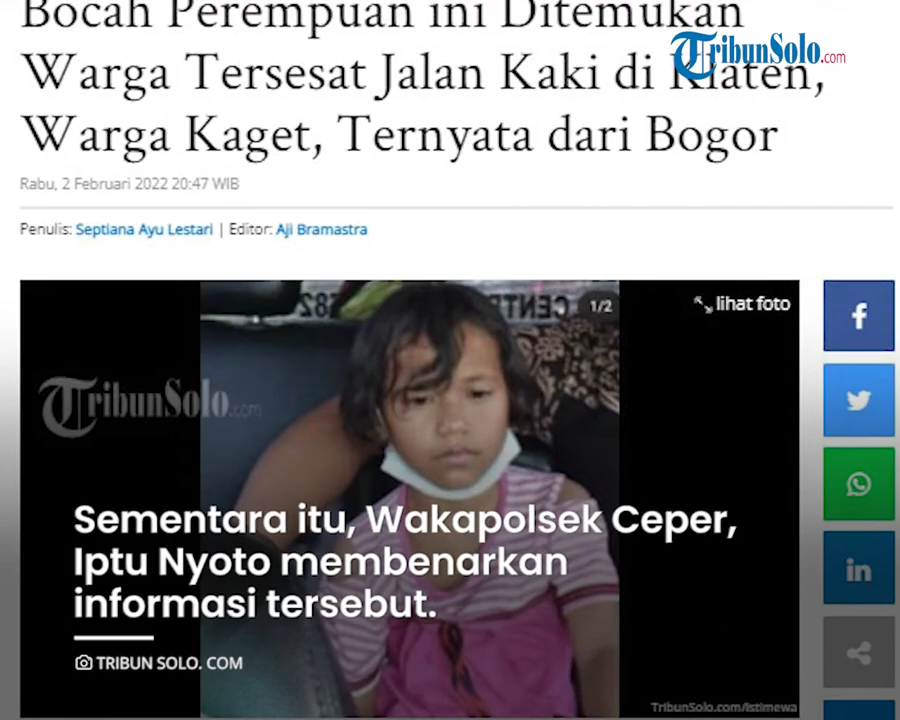 Bocah Perempuan ini Ditemukan
TribunSolo.com
Warga Tersesat Jalan Kaki di Klaten,
Warga Kaget, Ternyata dari Bogor
Rabu, 2 Februari 2022 20:47 WIB
Penulis: Septiana Ayu Lestari | Editor: Aji Bramastra
1/2
lihat foto
TribunSolo.com
Sementara itu, Wakapolsek Ceper,
Iptu Nyoto membenarkan
informasi tersebut.
TRIBUN SOLO. COM
TribunSolo.com/Istimewa